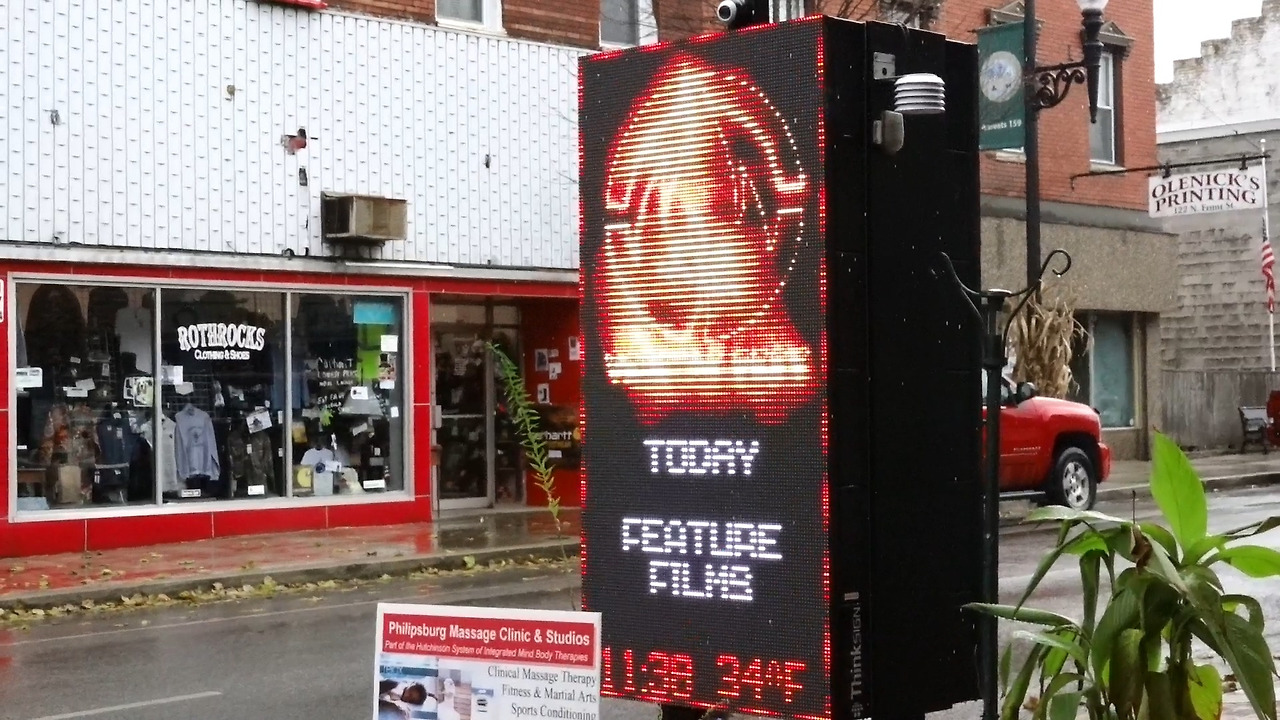 ROTHROCKS
CLOTHING & SHOES
carhartt
TODAY
FEATURE
FILMS
11:38 34°F
ThinkSIGN
Philipsburg Massage Clinic & Studios
Part of the Hutchinson System of Integrated Mind Body Therapies
Clinical Massage Therapy
Fitness & Martial Arts
Sports Conditioning
OLENICK'S
PRINTING
122 N. Front St.